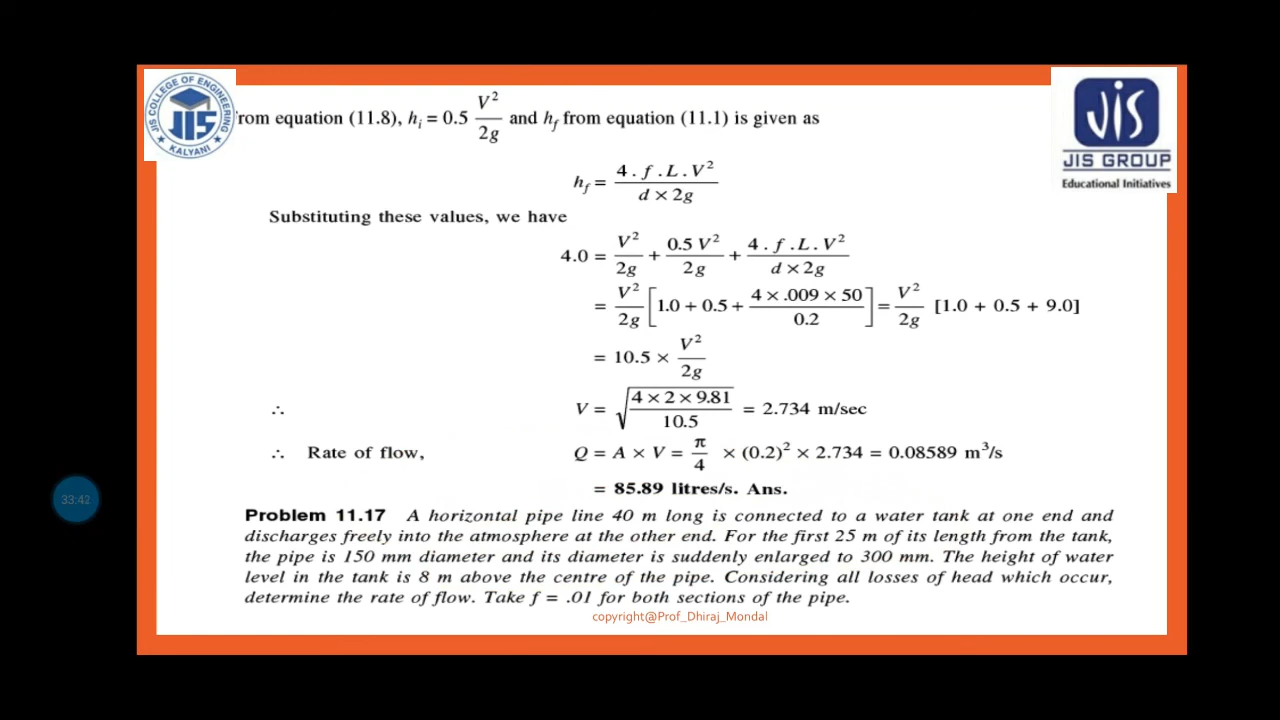 JIS COLLEGE OF ENGINEERING
JIS
KALYANI
JIS
JIS GROUP
Educational Initiatives
rom equation (11.8), h_i = 0.5 V²/2g and h_f from equation (11.1) is given as
h_f = 4 . f . L . V² / d × 2g
Substituting these values, we have
4.0 = V²/2g + 0.5 V²/2g + 4 . f . L . V² / d × 2g
= V²/2g [1.0 + 0.5 + 4 × .009 × 50 / 0.2] = V²/2g [1.0 + 0.5 + 9.0]
= 10.5 × V²/2g
∴ V = √(4 × 2 × 9.81 / 10.5) = 2.734 m/sec
∴ Rate of flow, Q = A × V = π/4 × (0.2)² × 2.734 = 0.08589 m³/s
= 85.89 litres/s. Ans.
Problem 11.17 A horizontal pipe line 40 m long is connected to a water tank at one end and
discharges freely into the atmosphere at the other end. For the first 25 m of its length from the tank,
the pipe is 150 mm diameter and its diameter is suddenly enlarged to 300 mm. The height of water
level in the tank is 8 m above the centre of the pipe. Considering all losses of head which occur,
determine the rate of flow. Take f = .01 for both sections of the pipe.
copyright@Prof_Dhiraj_Mondal
33:42